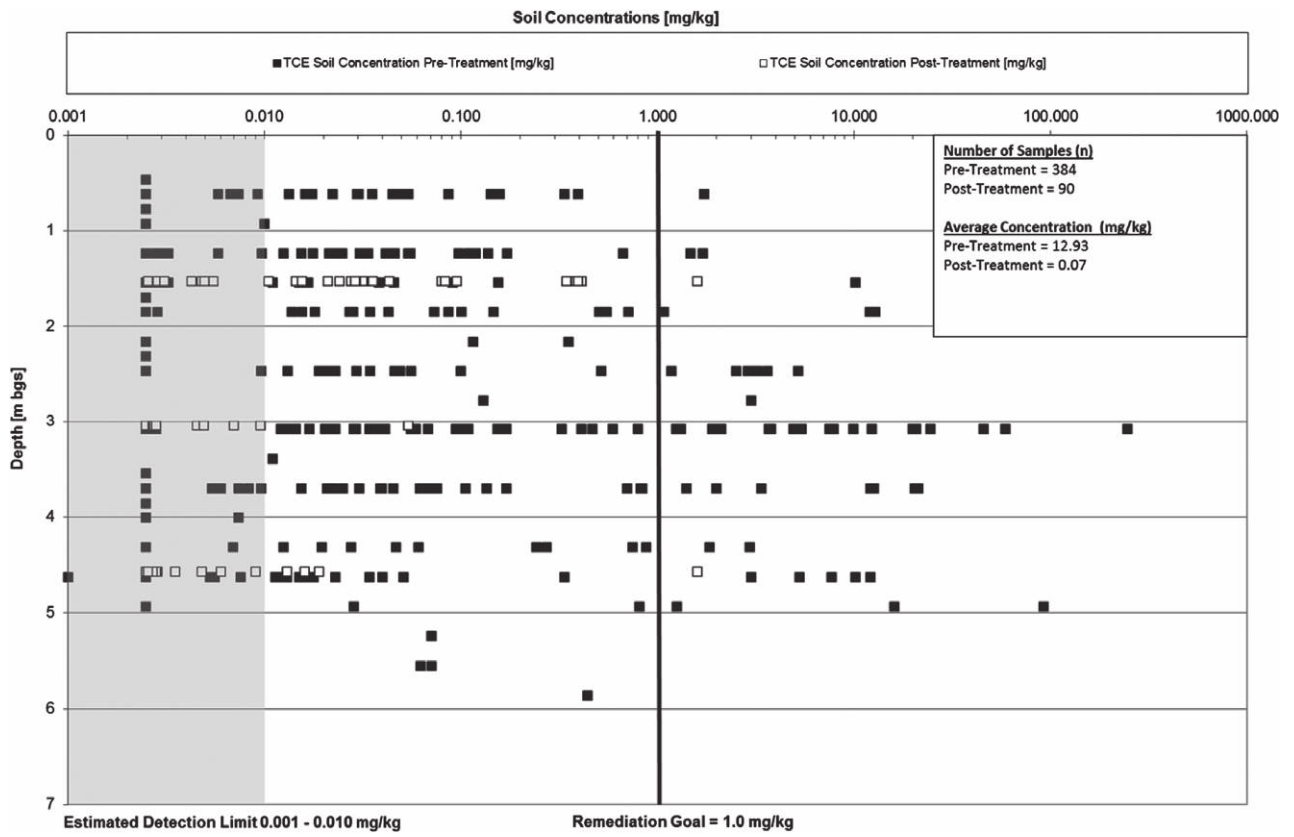 Soil Concentrations [mg/kg]
■TCE Soil Concentration Pre-Treatment [mg/kg] □TCE Soil Concentration Post-Treatment [mg/kg]
0.001 0.010 0.100 1.000 10.000 100.000 1000.000
0
Number of Samples (n)
Pre-Treatment = 384
Post-Treatment = 90
Average Concentration (mg/kg)
Pre-Treatment = 12.93
Post-Treatment = 0.07
1
2
3
Depth [m bgs]
4
5
6
7
Estimated Detection Limit 0.001 - 0.010 mg/kg Remediation Goal = 1.0 mg/kg